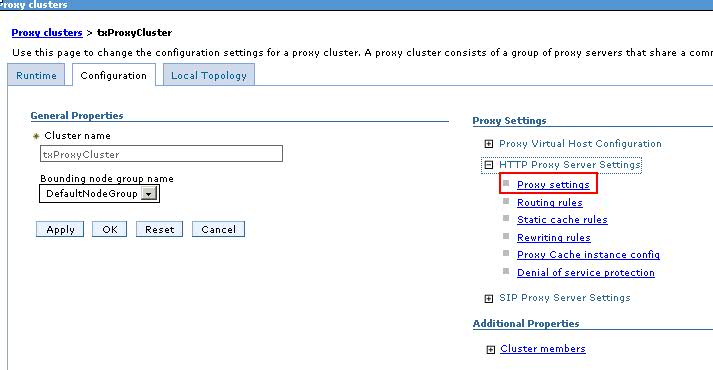 Proxy clusters
Proxy clusters > txProxyCluster
Use this page to change the configuration settings for a proxy cluster. A proxy cluster consists of a group of proxy servers that share a comm
Runtime
Configuration
Local Topology
General Properties
Cluster name
txProxyCluster
Bounding node group name
DefaultNodeGroup
Apply
OK
Reset
Cancel
Proxy Settings
Proxy Virtual Host Configuration
HTTP Proxy Server Settings
Proxy settings
Routing rules
Static cache rules
Rewriting rules
Proxy Cache instance config
Denial of service protection
SIP Proxy Server Settings
Additional Properties
Cluster members